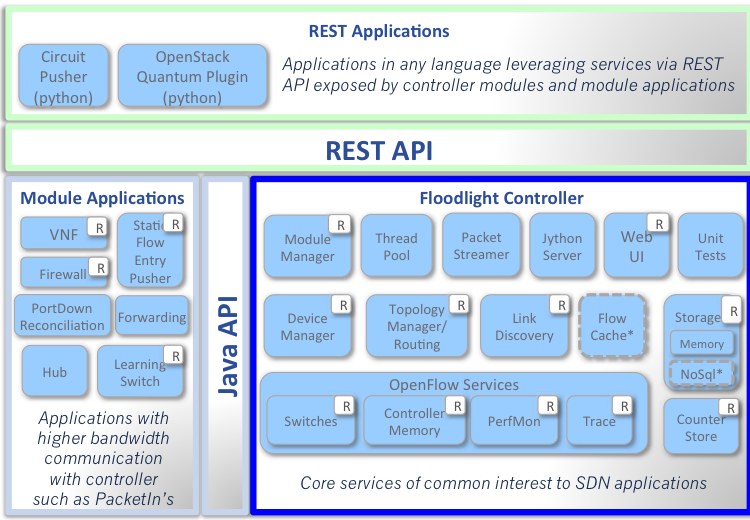 REST Applications
Circuit
Pusher
(python)
OpenStack
Quantum Plugin
(python)
Applications in any language leveraging services via REST
API exposed by controller modules and module applications
REST API
Module Applications
VNF
R
Static
Flow
Entry
Pusher
R
Firewall
R
PortDown
Reconciliation
Forwarding
Hub
Learning
Switch
R
Applications with
higher bandwidth
communication
with controller
such as PacketIn's
Java API
Floodlight Controller
Module
Manager
R
Thread
Pool
Packet
Streamer
Jython
Server
Web
UI
R
Unit
Tests
Device
Manager
R
Topology
Manager/
Routing
R
Link
Discovery
R
Flow
Cache*
Storage
R
Memory
NoSql*
OpenFlow Services
Switches
R
Controller
Memory
R
PerfMon
R
Trace
R
Counter
Store
R
Core services of common interest to SDN applications